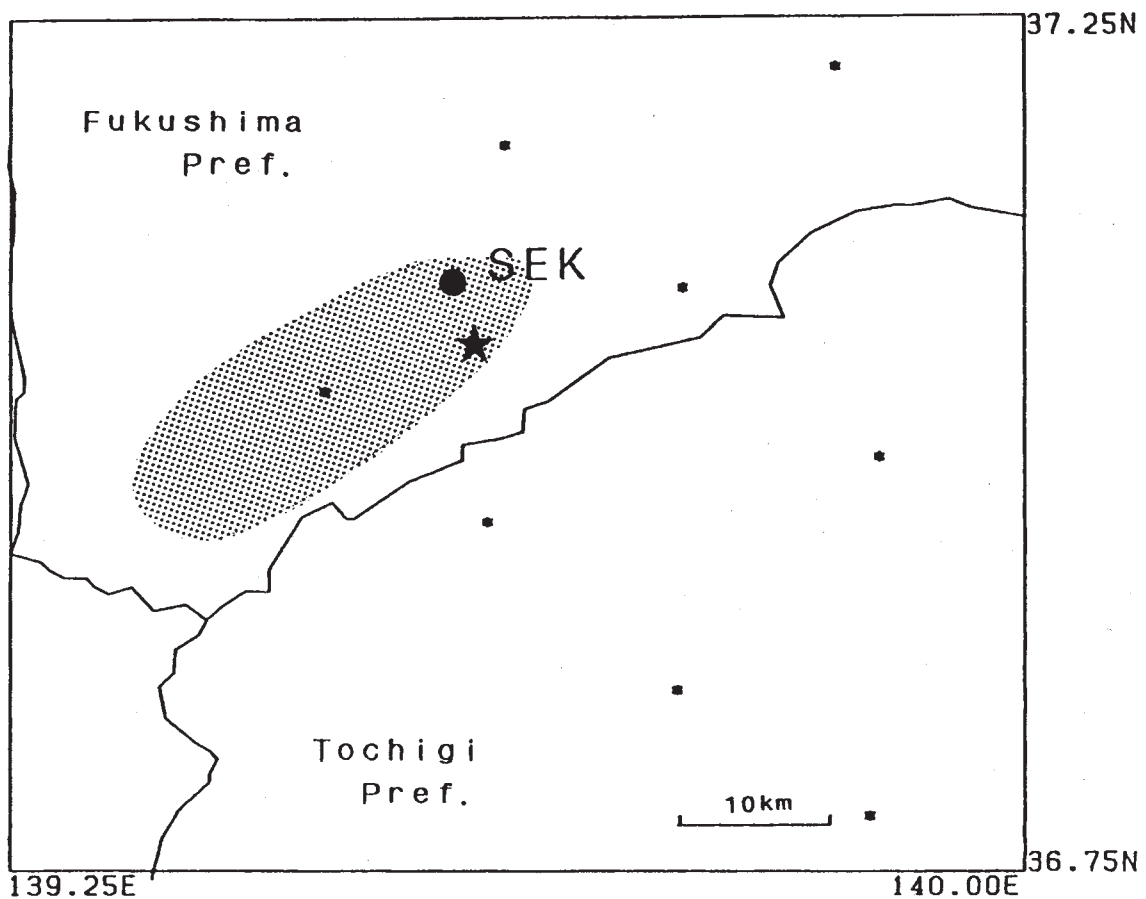 37.25N
Fukushima
Pref.
SEK
Tochigi
Pref.
10km
36.75N
139.25E
140.00E